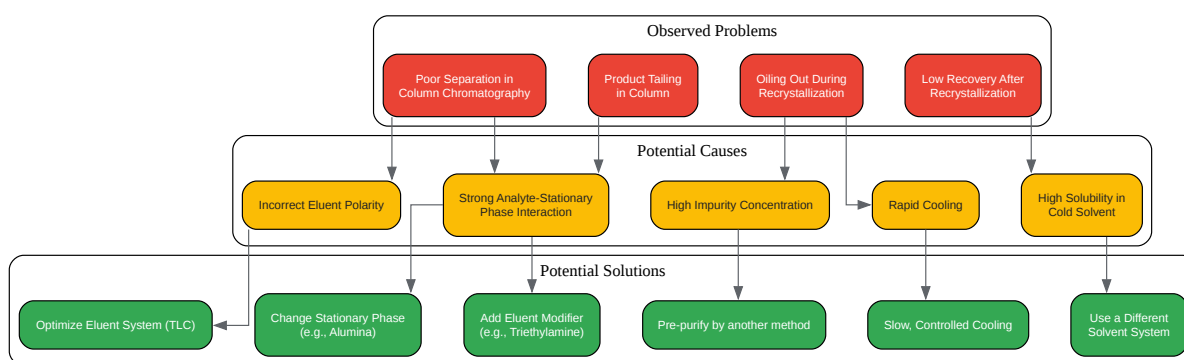 Observed Problems
Poor Separation in
Column Chromatography
Product Tailing
in Column
Oiling Out During
Recrystallization
Low Recovery After
Recrystallization
Potential Causes
Incorrect Eluent Polarity
Strong Analyte-Stationary
Phase Interaction
High Impurity Concentration
Rapid Cooling
High Solubility in
Cold Solvent
Potential Solutions
Optimize Eluent System (TLC)
Change Stationary Phase
(e.g., Alumina)
Add Eluent Modifier
(e.g., Triethylamine)
Pre-purify by another method
Slow, Controlled Cooling
Use a Different
Solvent System